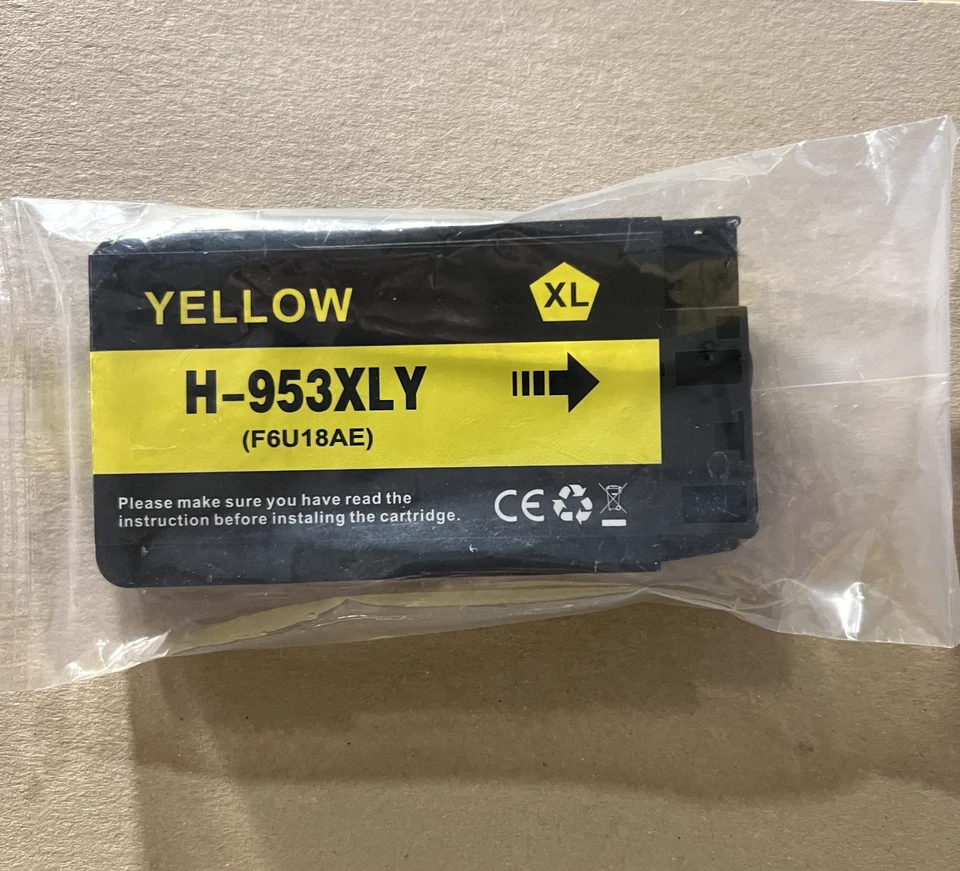 YELLOW
XL
H-953XLY
(F6U18AE)
Please make sure you have read the
instruction before instaling the cartridge.
CE